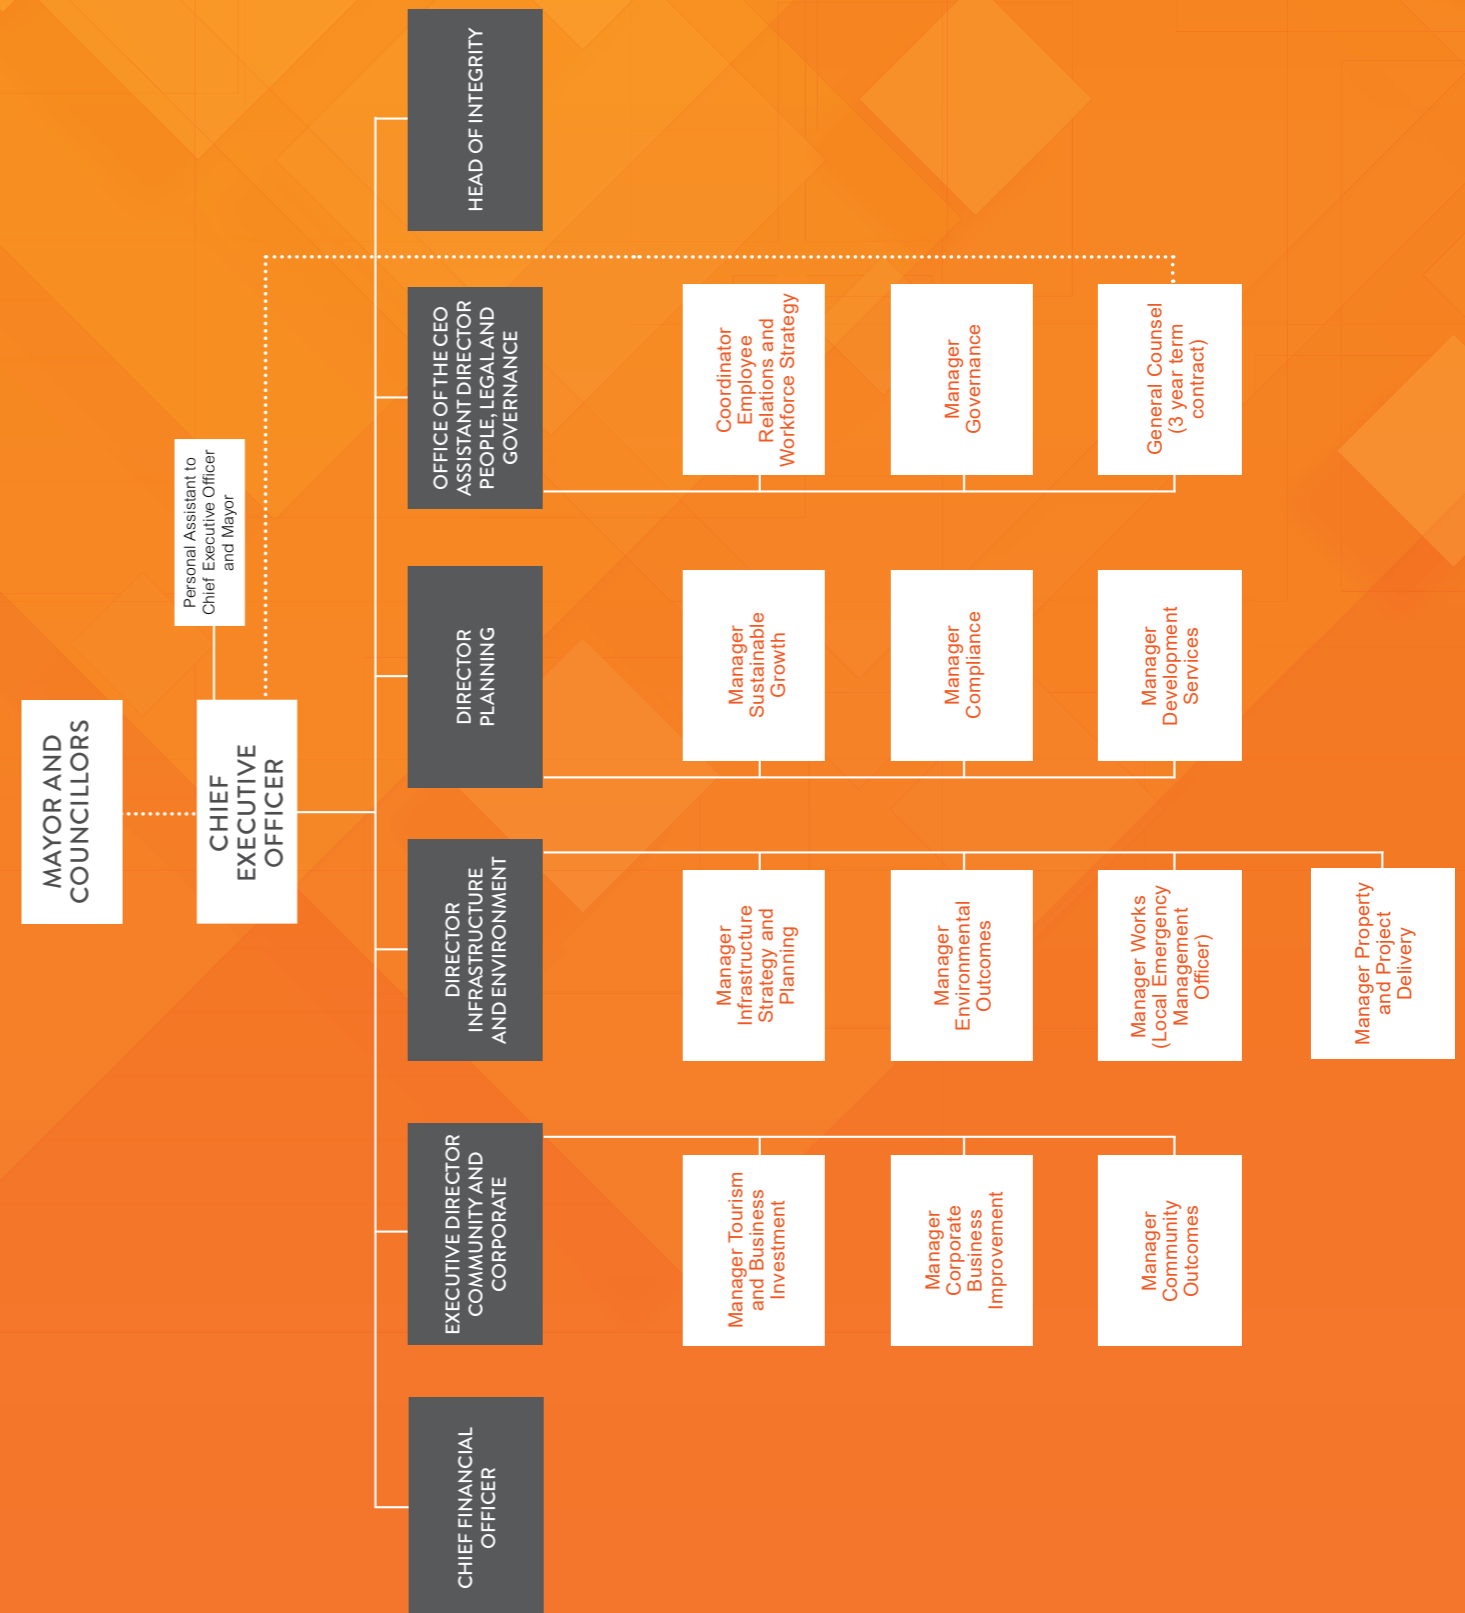 MAYOR AND
COUNCILLORS
Personal Assistant to
Chief Executive Officer
and Mayor
CHIEF
EXECUTIVE
OFFICER
CHIEF FINANCIAL
OFFICER
EXECUTIVE DIRECTOR
COMMUNITY AND
CORPORATE
DIRECTOR
INFRASTRUCTURE
AND ENVIRONMENT
DIRECTOR
PLANNING
OFFICE OF THE CEO
ASSISTANT DIRECTOR
PEOPLE, LEGAL AND
GOVERNANCE
HEAD OF INTEGRITY
Manager Tourism
and Business
Investment
Manager
Infrastructure
Strategy and
Planning
Manager
Sustainable
Growth
Coordinator
Employee
Relations and
Workforce Strategy
Manager
Corporate
Business
Improvement
Manager
Environmental
Outcomes
Manager
Compliance
Manager
Governance
Manager
Community
Outcomes
Manager Works
(Local Emergency
Management
Officer)
Manager
Development
Services
General Counsel
(3 year term
contract)
Manager Property
and Project
Delivery